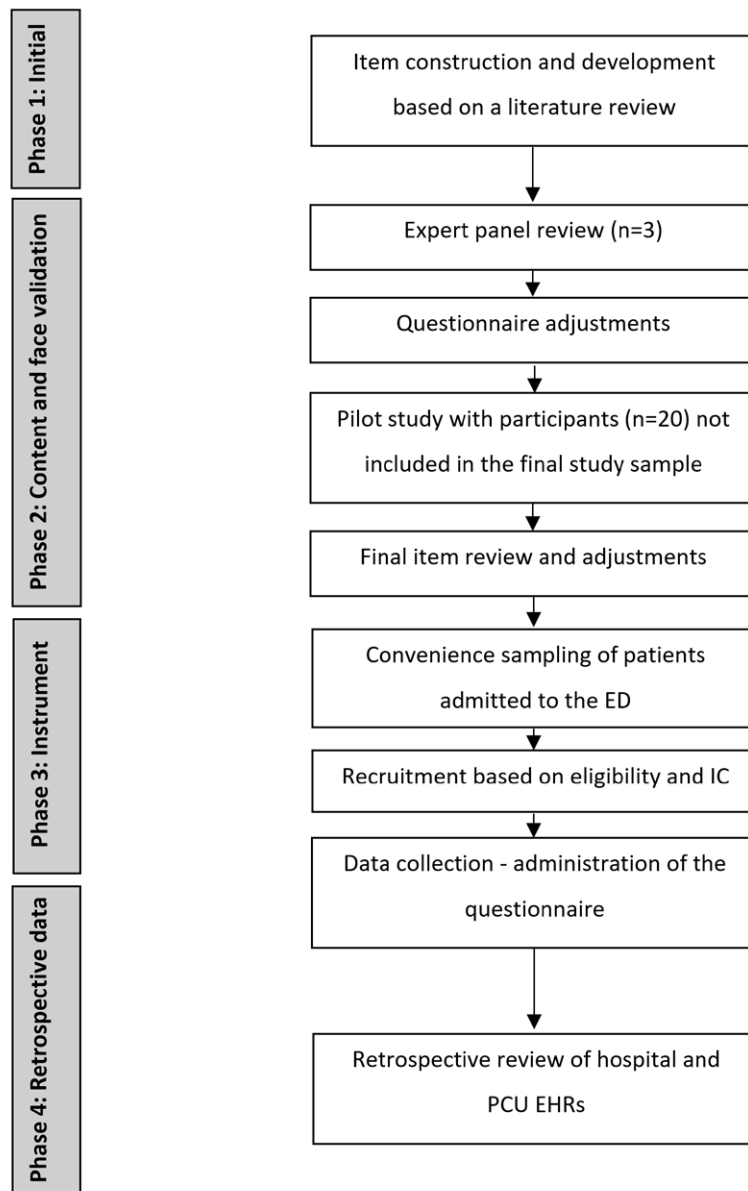 Phase 1: Initial
Item construction and development
based on a literature review
Phase 2: Content and face validation
Expert panel review (n=3)
Questionnaire adjustments
Pilot study with participants (n=20) not
included in the final study sample
Final item review and adjustments
Phase 3: Instrument
Convenience sampling of patients
admitted to the ED
Recruitment based on eligibility and IC
Data collection - administration of the
questionnaire
Phase 4: Retrospective data
Retrospective review of hospital and
PCU EHRs